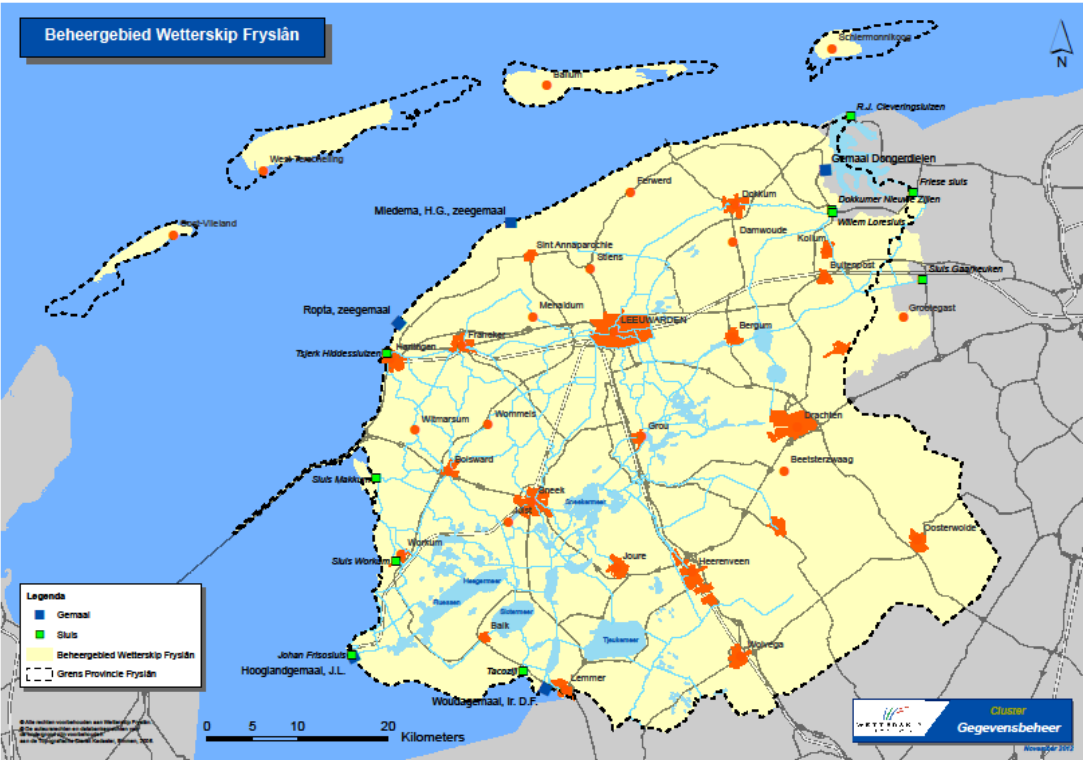 Beheergebied Wetterskip Fryslân
N
Schiermonnikoog
Ballum
R.J. Cleveringsluizen
West-Terschelling
Gemaal Dongerdielen
Ferwerd
Friese sluis
Dokkum
Dokkumer Nieuwe Zijlen
Miedema, H.G., zeegemaal
Oost-Vlieland
Willem Loresluis
Damwoude
Kollum
Sint Annaparochie
Stiens
Buitenpost
Sluis Gaarkeuken
Ropta, zeegemaal
Menaldum
Grootegast
LEEUWARDEN
Bergum
Franeker
Harlingen
Tsjerk Hiddessluizen
Wommels
Drachten
Witmarsum
Grou
Bolsward
Beetsterzwaag
Sluis Makkum
Sneek
Sneekermeer
IJlst
Oosterwolde
Workum
Joure
Sluis Workum
Heerenveen
Heegermeer
Legenda
Gemaal
Fluessen
Slotermeer
Sluis
Balk
Tjeukemeer
Wolvega
Beheergebied Wetterskip Fryslân
Johan Frisosluis
Grens Provincie Fryslân
Hooglandgemaal, J.L.
Tacozijl
Lemmer
Woudagemaal, Ir. D.F.
0 5 10 20
Kilometers
Cluster
Gegevensbeheer
November 2012